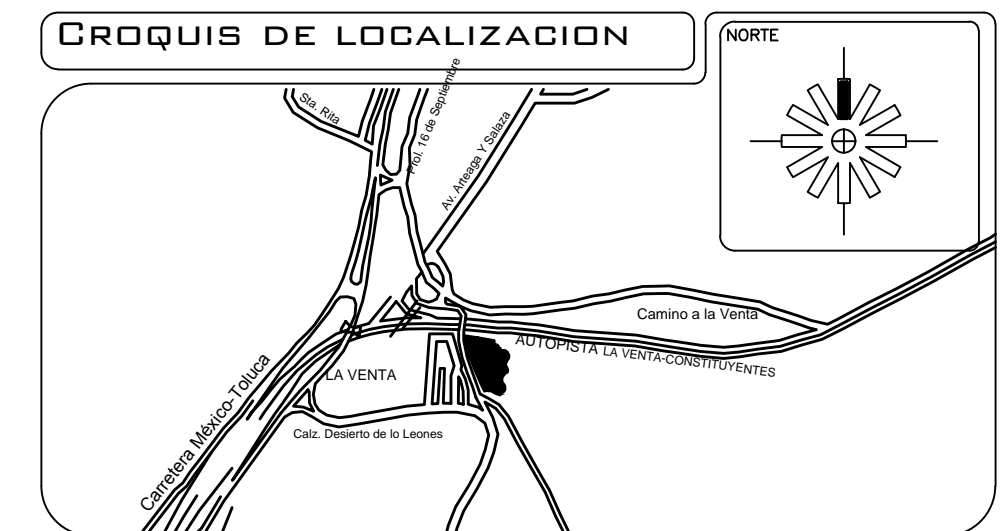 CROQUIS DE LOCALIZACION
NORTE
Sta. Rita
Prol. 16 de Septiembre
Av. Arteaga Y Salaza
Camino a la Venta
AUTOPISTA LA VENTA-CONSTITUYENTES
LA VENTA
Carretera México-Toluca
Calz. Desierto de lo Leones